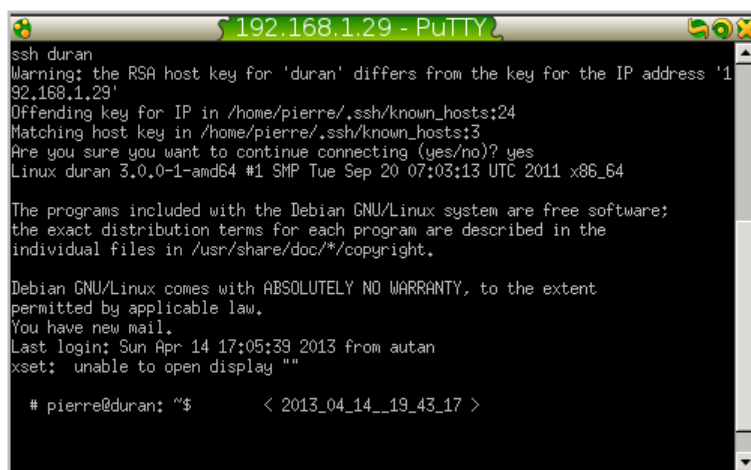 192.168.1.29 - PuTTY
ssh duran
Warning: the RSA host key for 'duran' differs from the key for the IP address '1
92.168.1.29'
Offending key for IP in /home/pierre/.ssh/known_hosts:24
Matching host key in /home/pierre/.ssh/known_hosts:3
Are you sure you want to continue connecting (yes/no)? yes
Linux duran 3.0.0-1-amd64 #1 SMP Tue Sep 20 07:03:13 UTC 2011 x86_64
The programs included with the Debian GNU/Linux system are free software;
the exact distribution terms for each program are described in the
individual files in /usr/share/doc/*/copyright.
Debian GNU/Linux comes with ABSOLUTELY NO WARRANTY, to the extent
permitted by applicable law.
You have new mail.
Last login: Sun Apr 14 17:05:39 2013 from autan
xset:  unable to open display ""
# pierre@duran: ~$       < 2013_04_14__19_43_17 >